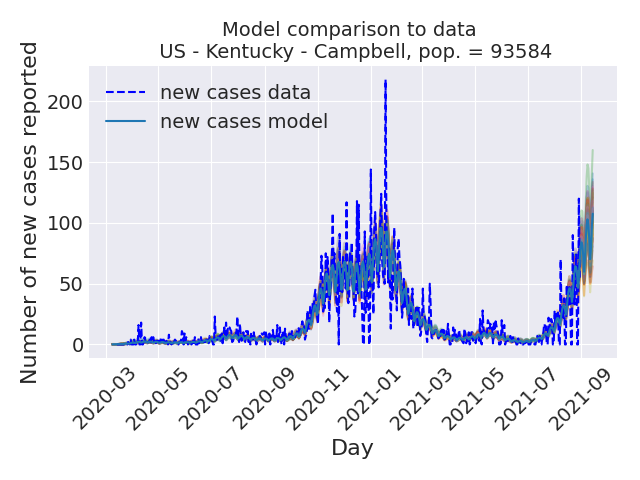 Model comparison to data
US - Kentucky - Campbell, pop. = 93584
Number of new cases reported
200
150
100
50
0
new cases data
new cases model
2020-03
2020-05
2020-07
2020-09
2020-11
2021-01
2021-03
2021-05
2021-07
2021-09
Day